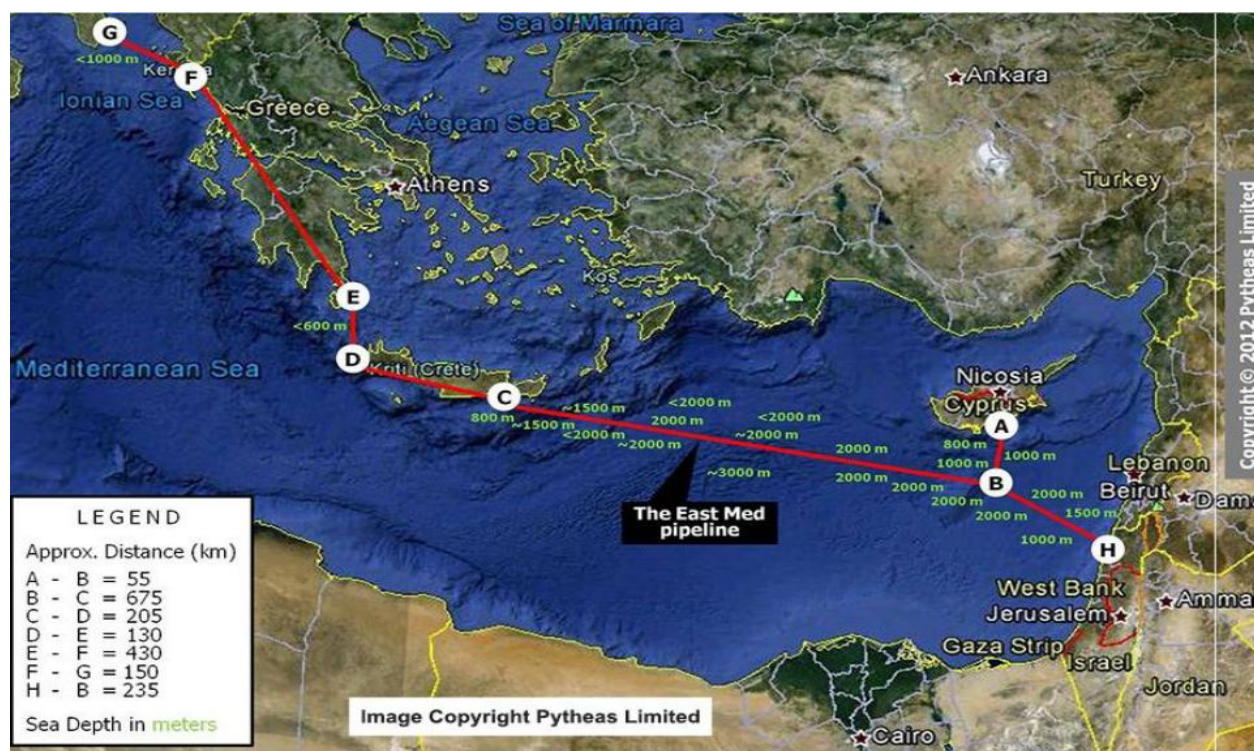 Sea of Marmara
G
<1000 m
F
Ionian Sea
Greece
Aegean Sea
Ankara
Athens
Turkey
Kos
E
<600 m
D
Kriti (Crete)
Mediterranean Sea
C
800 m
~1500 m
~1500 m
<2000 m
2000 m
<2000 m
<2000 m
~2000 m
~2000 m
~3000 m
2000 m
2000 m
2000 m
Nicosia
Cyprus
A
800 m
1000 m
1000 m
B
2000 m
2000 m
2000 m
1500 m
1000 m
Lebanon
Beirut
Dam
H
The East Med
pipeline
West Bank
Jerusalem
Amma
Gaza Strip
Israel
Jordan
Cairo
LEGEND
Approx. Distance (km)
A - B = 55
B - C = 675
C - D = 205
D - E = 130
E - F = 430
F - G = 150
H - B = 235
Sea Depth in meters
Image Copyright Pytheas Limited
Copyright © 2012 Pytheas Limited